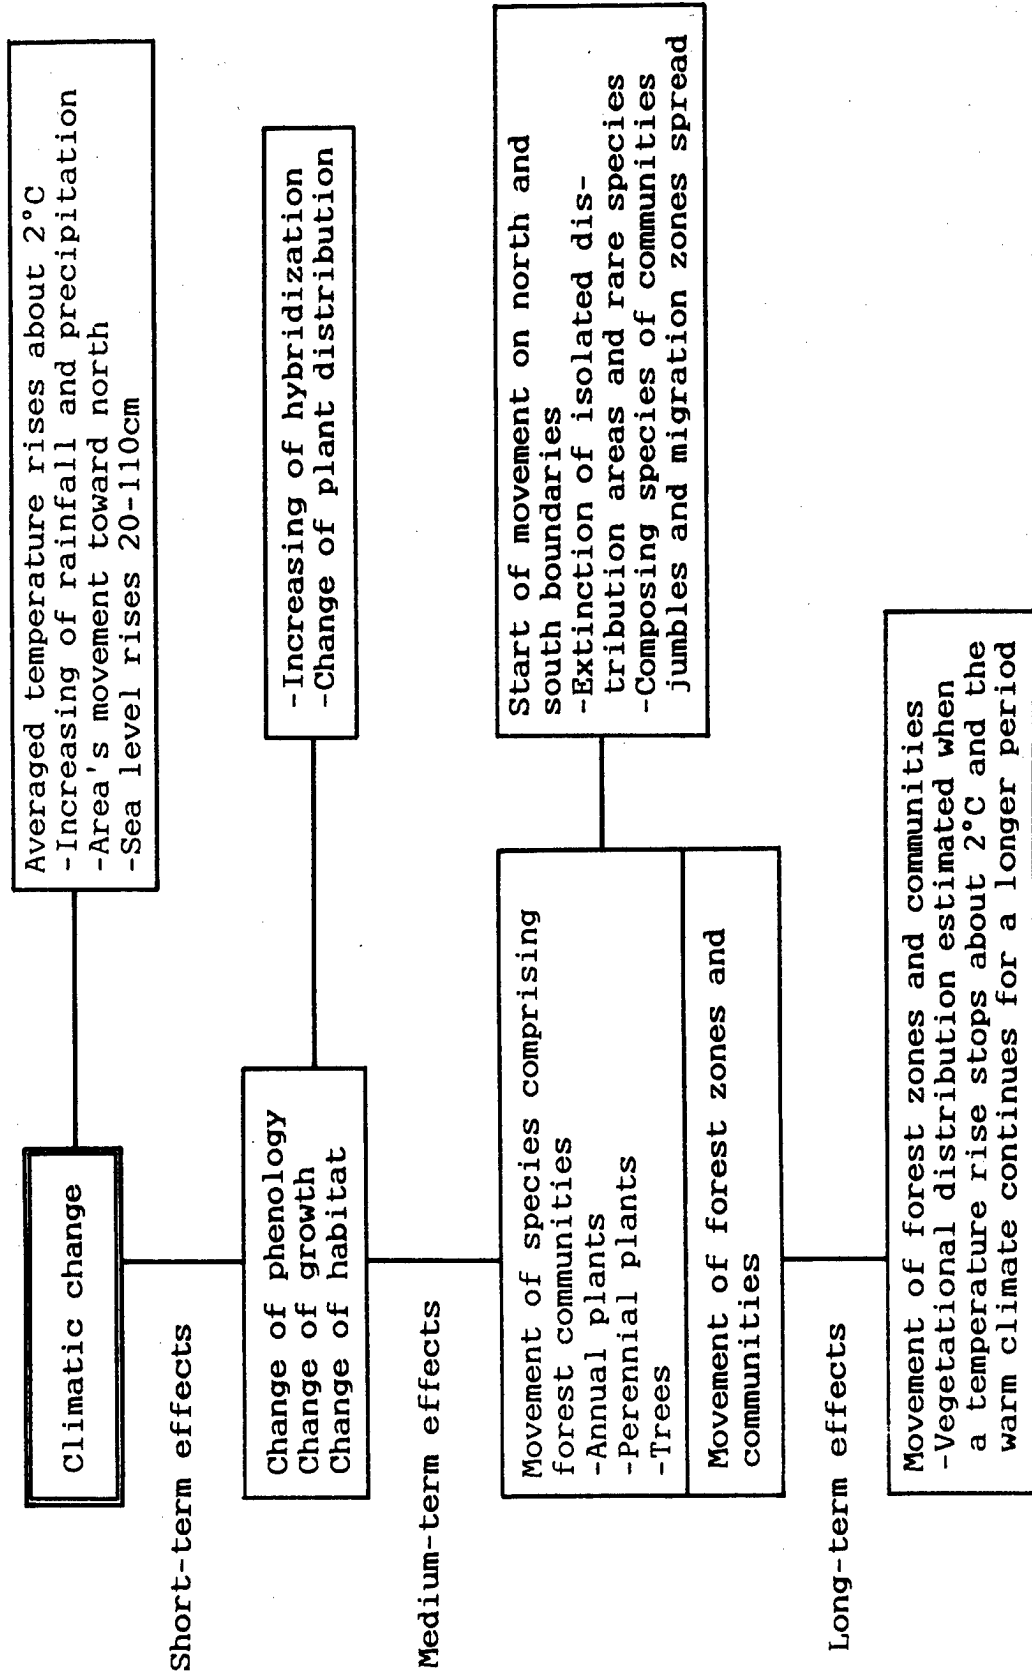 Climatic change
Averaged temperature rises about 2°C
-Increasing of rainfall and precipitation
-Area's movement toward north
-Sea level rises 20-110cm
Short-term effects
Change of phenology
Change of growth
Change of habitat
-Increasing of hybridization
-Change of plant distribution
Medium-term effects
Movement of species comprising
forest communities
-Annual plants
-Perennial plants
-Trees
Movement of forest zones and
communities
Start of movement on north and
south boundaries
-Extinction of isolated dis-
tribution areas and rare species
-Composing species of communities
jumbles and migration zones spread
Long-term effects
Movement of forest zones and communities
-Vegetational distribution estimated when
a temperature rise stops about 2°C and the
warm climate continues for a longer period